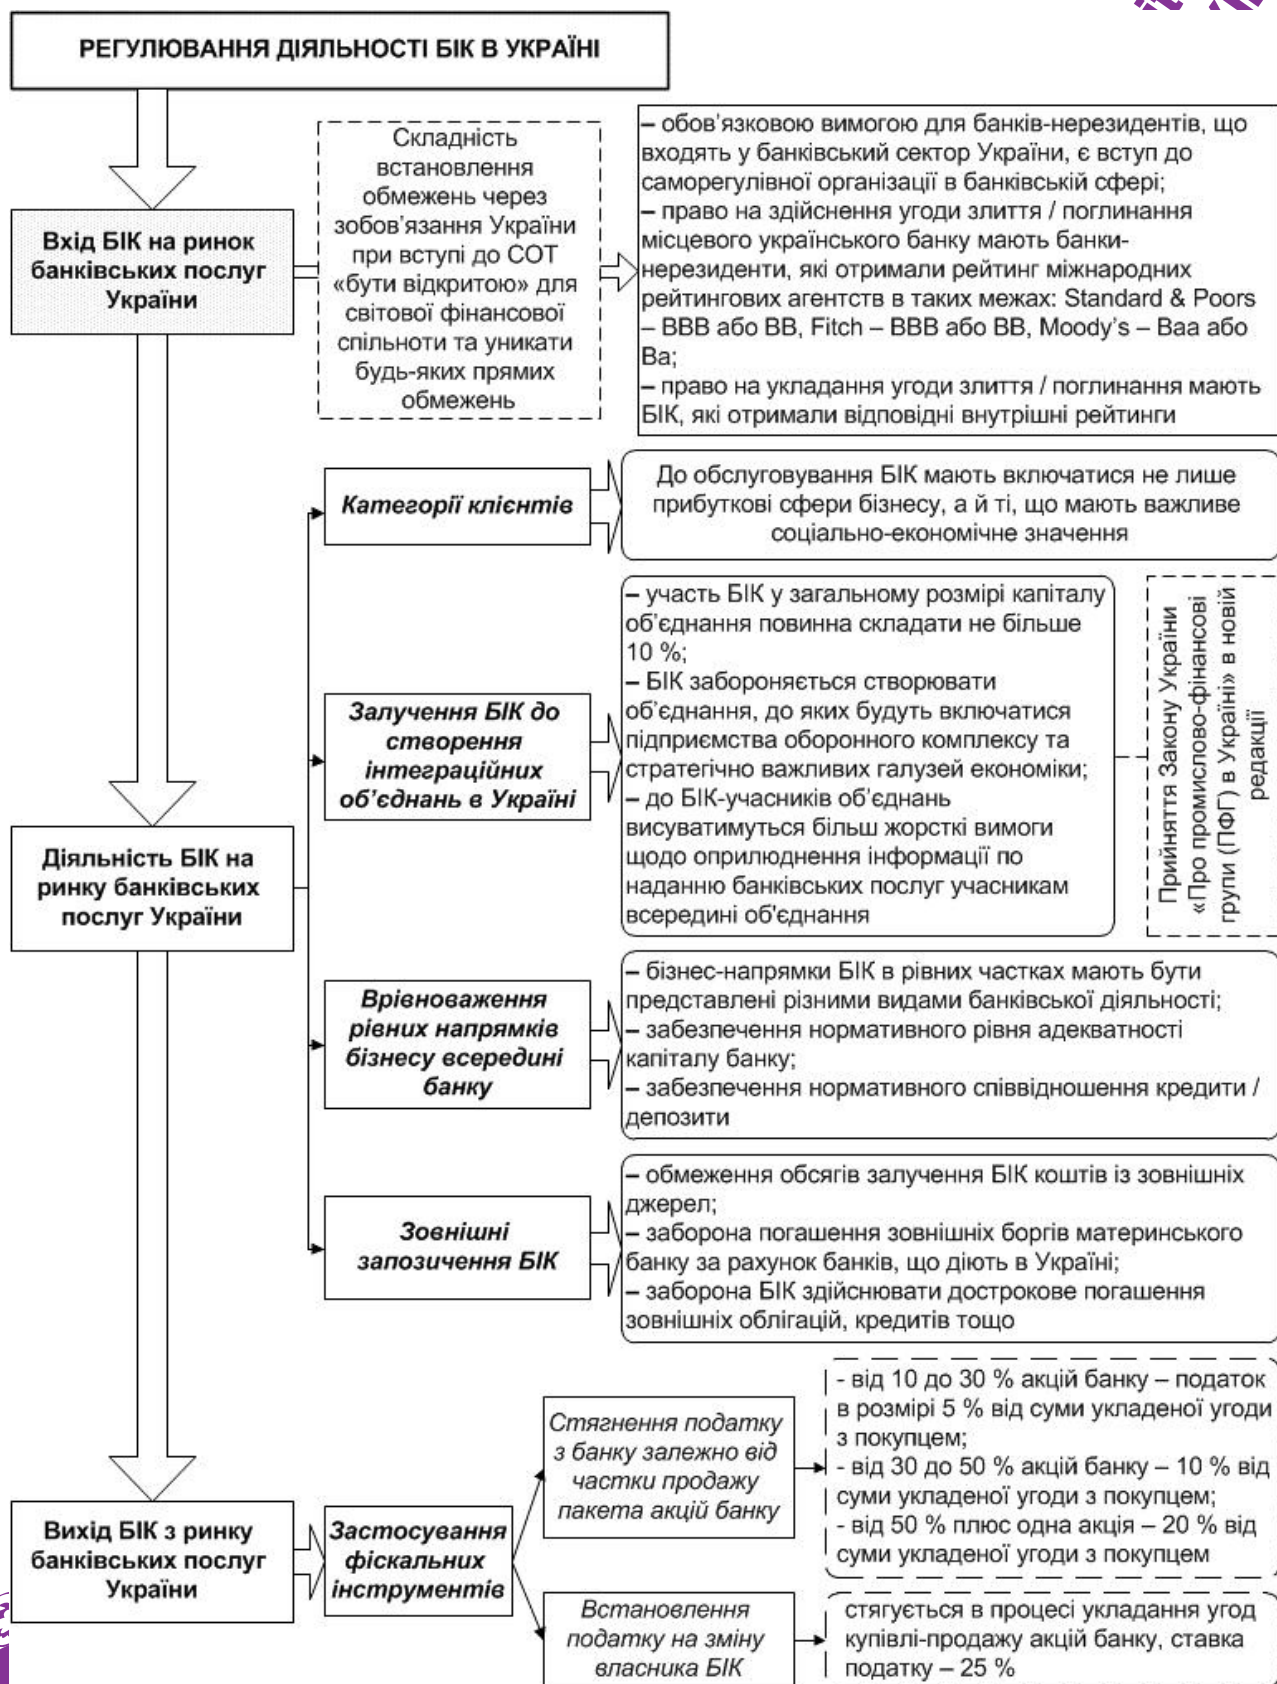 РЕГУЛЮВАННЯ ДІЯЛЬНОСТІ БІК В УКРАЇНІ
Вхід БІК на ринок
банківських послуг
України
Складність
встановлення
обмежень через
зобов’язання України
при вступі до СОТ
«бути відкритою» для
світової фінансової
спільноти та уникати
будь-яких прямих
обмежень
– обов’язковою вимогою для банків-нерезидентів, що
входять у банківський сектор України, є вступ до
саморегулівної організації в банківській сфері;
– право на здійснення угоди злиття / поглинання
місцевого українського банку мають банки-
нерезиденти, які отримали рейтинг міжнародних
рейтингових агентств в таких межах: Standard & Poors
– BBB або BB, Fitch – BBB або BB, Moody’s – Baa або
Ba;
– право на укладання угоди злиття / поглинання мають
БІК, які отримали відповідні внутрішні рейтинги
Діяльність БІК на
ринку банківських
послуг України
Категорії клієнтів
До обслуговування БІК мають включатися не лише
прибуткові сфери бізнесу, а й ті, що мають важливе
соціально-економічне значення
Залучення БІК до
створення
інтеграційних
об’єднань в Україні
– участь БІК у загальному розмірі капіталу
об’єднання повинна складати не більше
10 %;
– БІК забороняється створювати
об’єднання, до яких будуть включатися
підприємства оборонного комплексу та
стратегічно важливих галузей економіки;
– до БІК-учасників об’єднань
висуватимуться більш жорсткі вимоги
щодо оприлюднення інформації по
наданню банківських послуг учасникам
всередині об'єднання
Прийняття Закону України
«Про промислово-фінансові
групи (ПФГ) в Україні» в новій
редакції
Врівноваження
рівних напрямків
бізнесу всередині
банку
– бізнес-напрямки БІК в рівних частках мають бути
представлені різними видами банківської діяльності;
– забезпечення нормативного рівня адекватності
капіталу банку;
– забезпечення нормативного співвідношення кредити /
депозити
Зовнішні
запозичення БІК
– обмеження обсягів залучення БІК коштів із зовнішніх
джерел;
– заборона погашення зовнішніх боргів материнського
банку за рахунок банків, що діють в Україні;
– заборона БІК здійснювати дострокове погашення
зовнішніх облігацій, кредитів тощо
Вихід БІК з ринку
банківських послуг
України
Застосування
фіскальних
інструментів
Стягнення податку
з банку залежно від
частки продажу
пакета акцій банку
- від 10 до 30 % акцій банку – податок
в розмірі 5 % від суми укладеної угоди
з покупцем;
- від 30 до 50 % акцій банку – 10 % від
суми укладеної угоди з покупцем;
- від 50 % плюс одна акція – 20 % від
суми укладеної угоди з покупцем
Встановлення
податку на зміну
власника БІК
стягується в процесі укладання угод
купівлі-продажу акцій банку, ставка
податку – 25 %